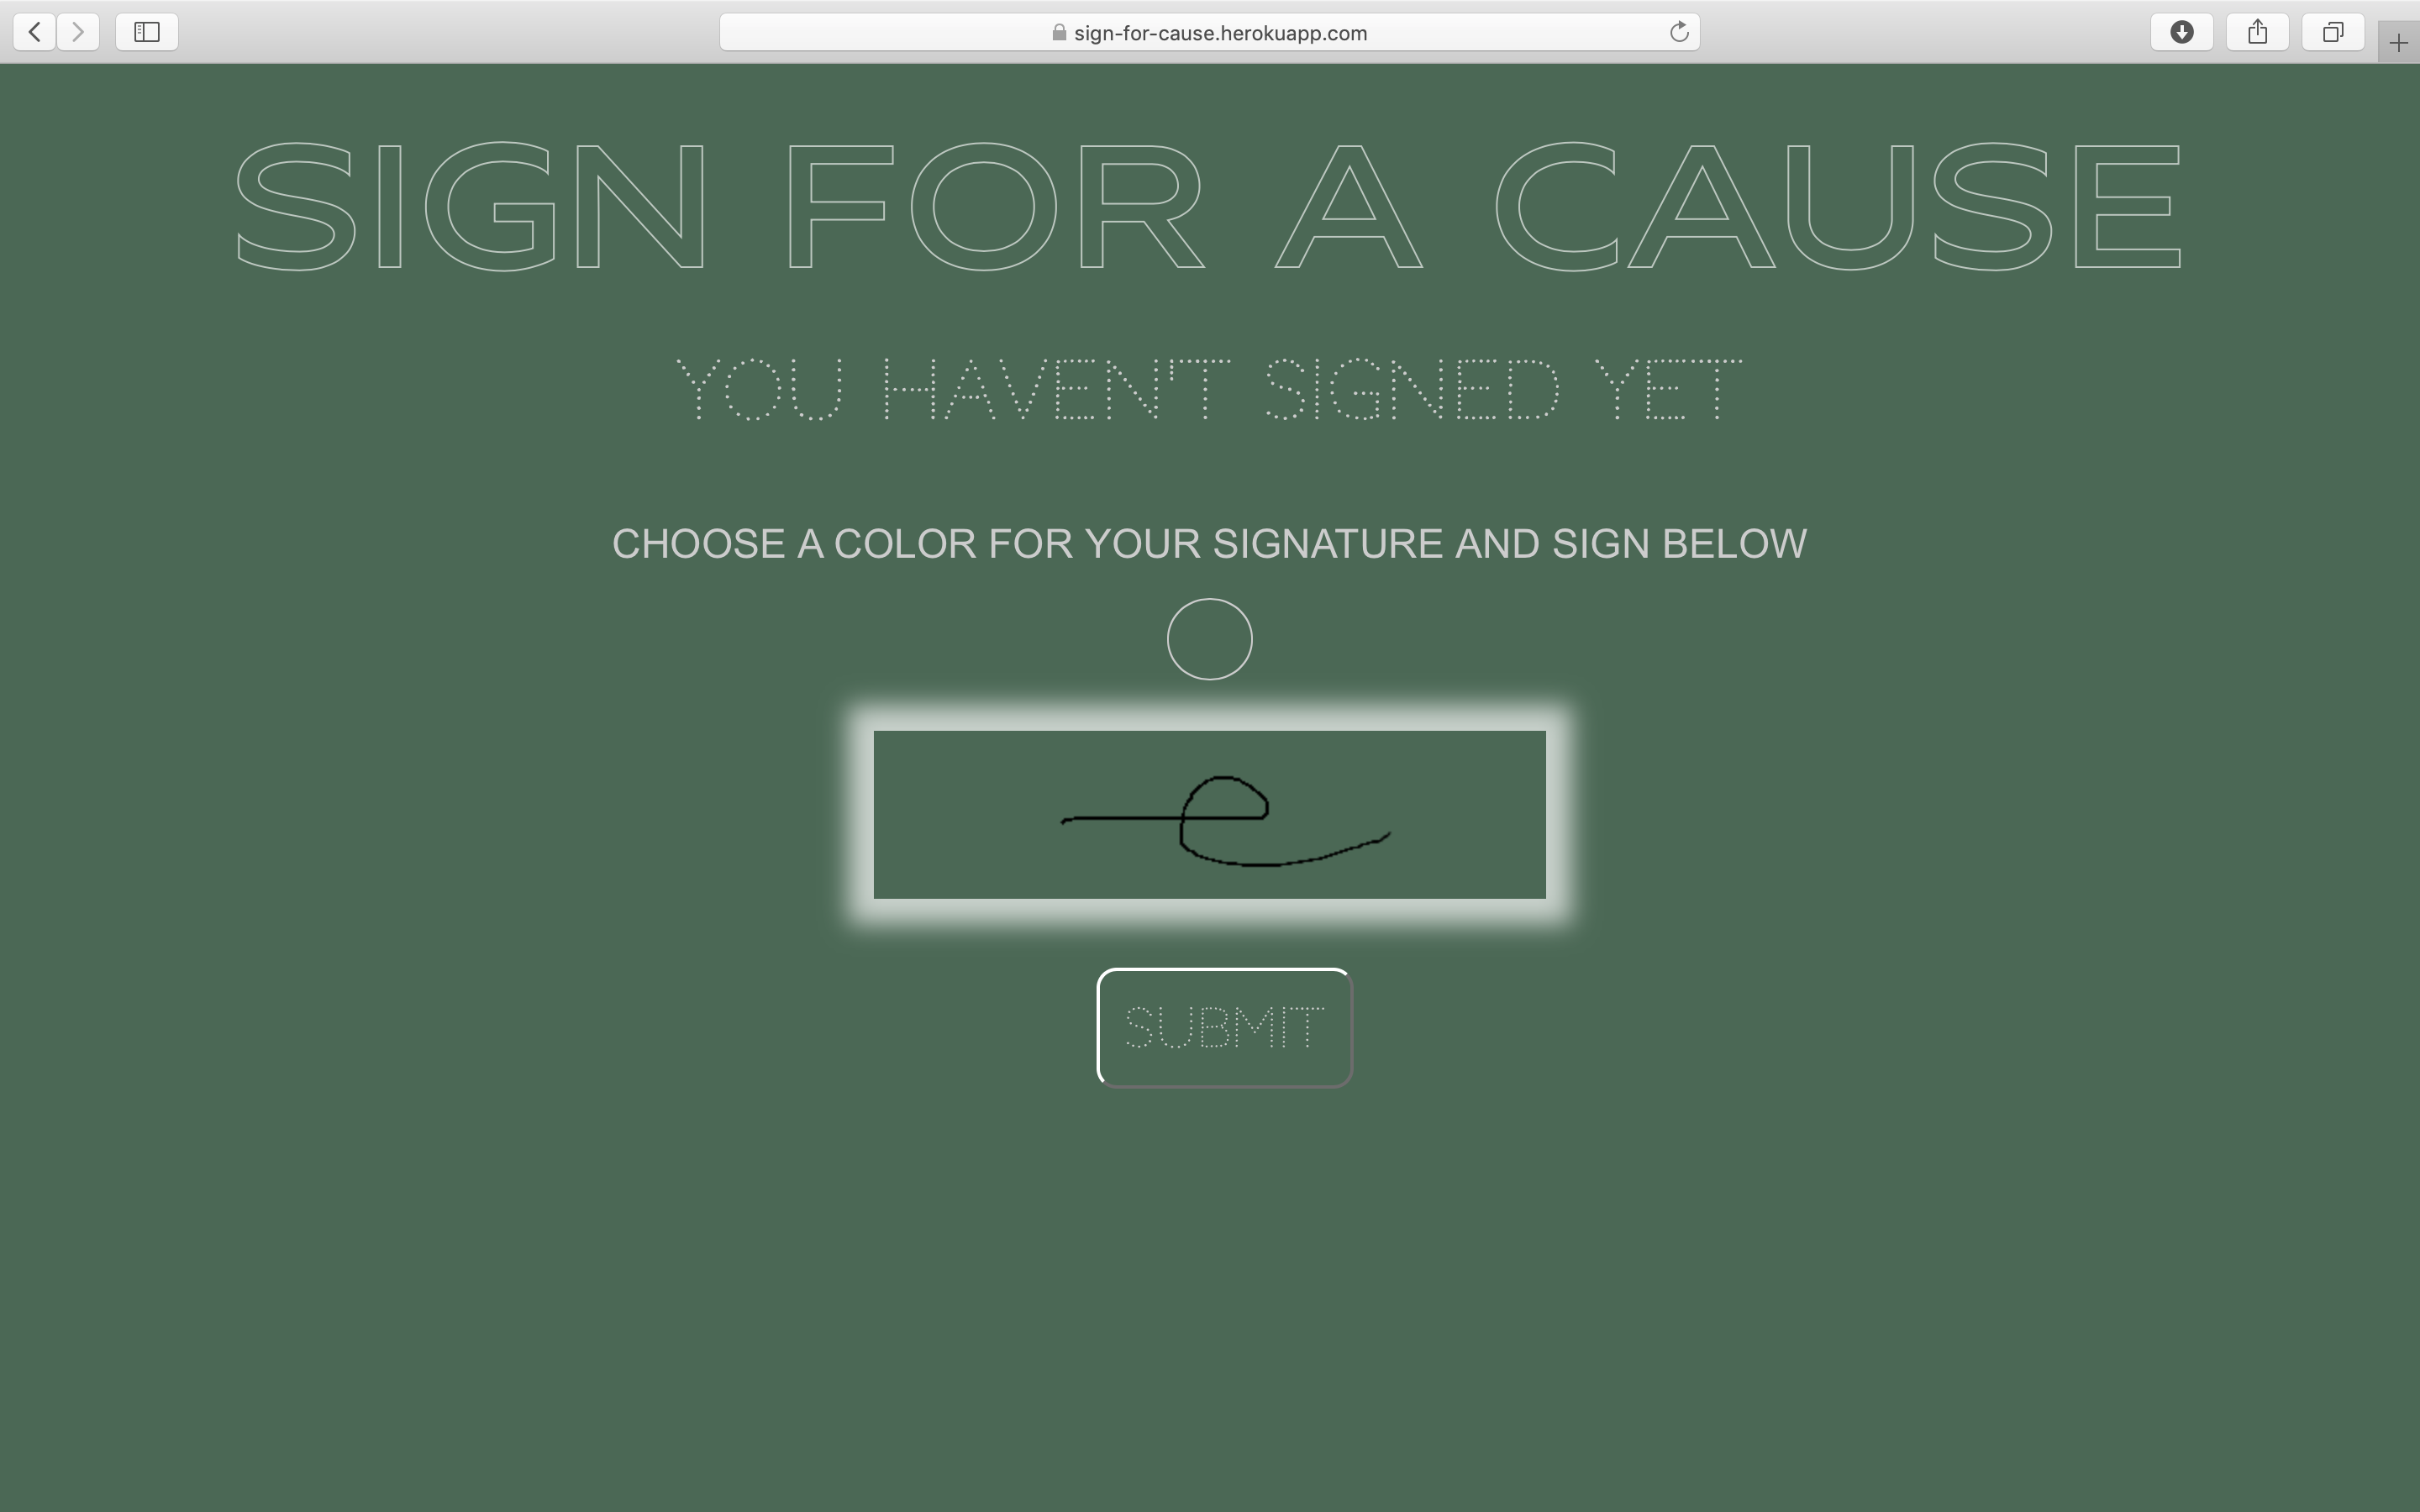 sign-for-cause.herokuapp.com
SIGN FOR A CAUSE
YOU HAVEN'T SIGNED YET
CHOOSE A COLOR FOR YOUR SIGNATURE AND SIGN BELOW
e
SUBMIT